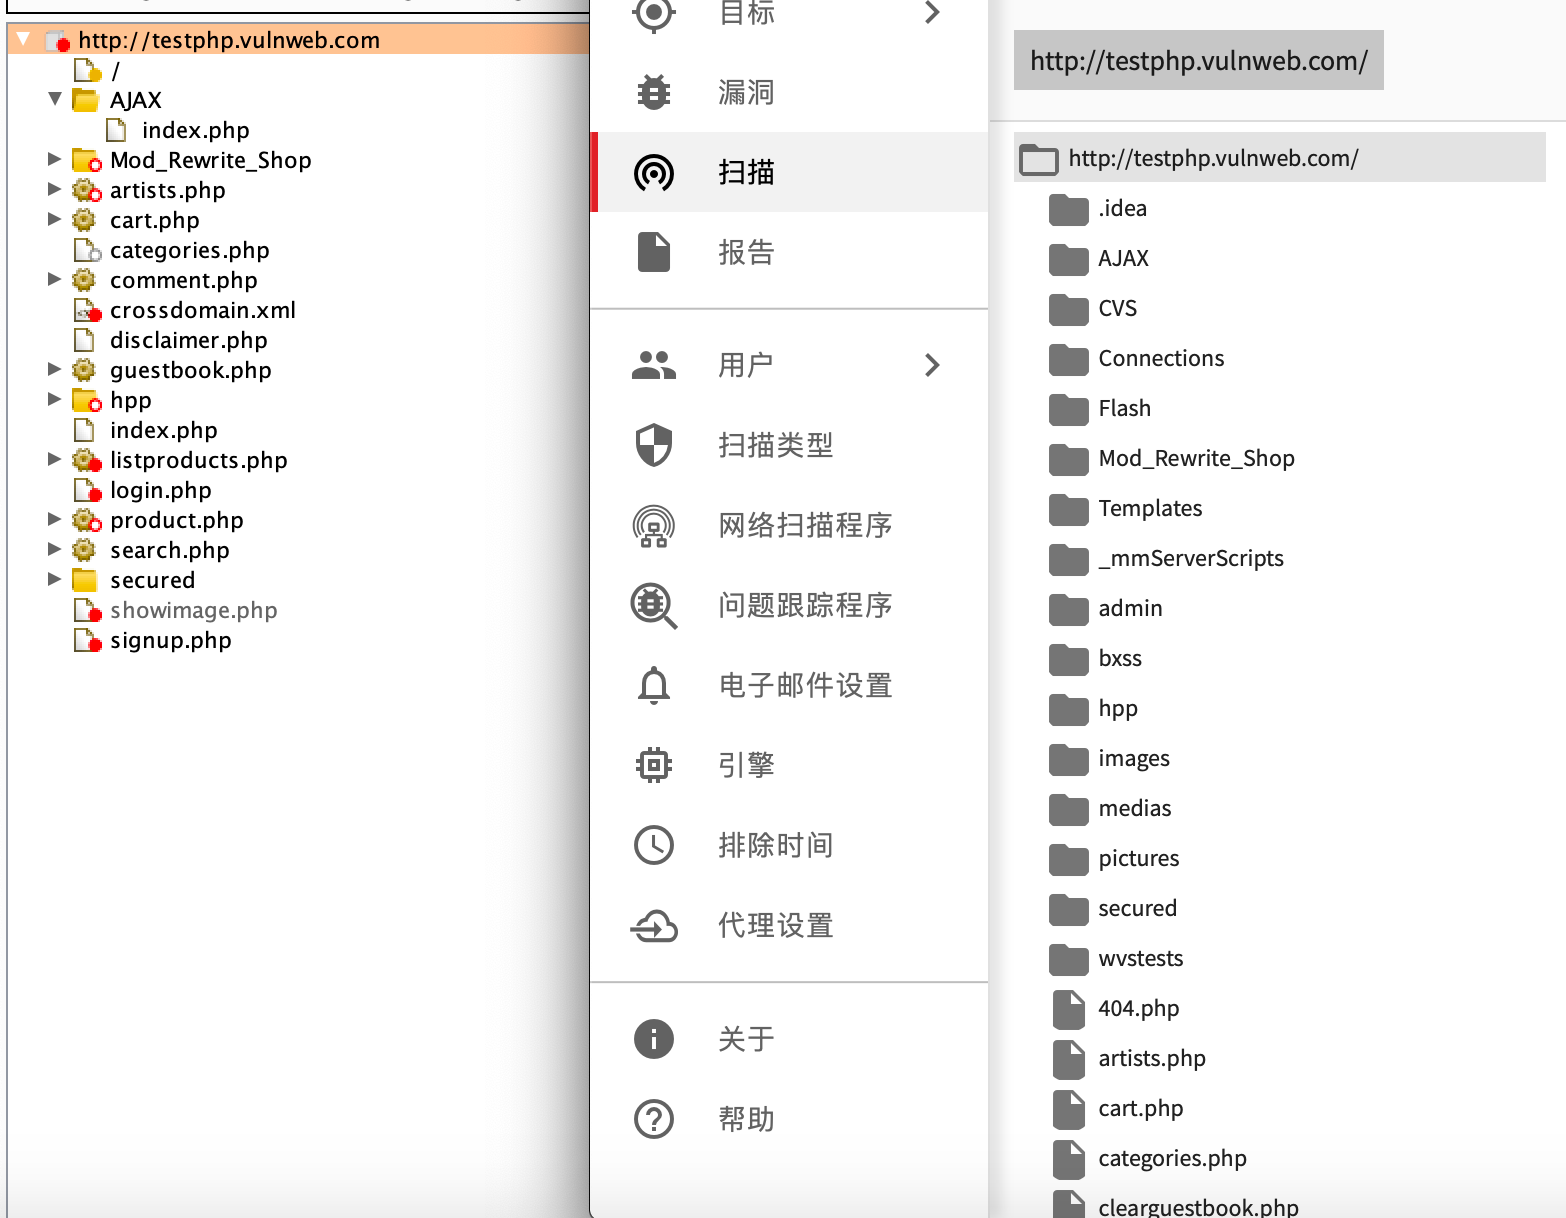 http://testphp.vulnweb.com
/
AJAX
index.php
Mod_Rewrite_Shop
artists.php
cart.php
categories.php
comment.php
crossdomain.xml
disclaimer.php
guestbook.php
hpp
index.php
listproducts.php
login.php
product.php
search.php
secured
showimage.php
signup.php
目标
漏洞
扫描
报告
用户
扫描类型
网络扫描程序
问题跟踪程序
电子邮件设置
引擎
排除时间
代理设置
关于
帮助
http://testphp.vulnweb.com/
http://testphp.vulnweb.com/
.idea
AJAX
CVS
Connections
Flash
Mod_Rewrite_Shop
Templates
_mmServerScripts
admin
bxss
hpp
images
medias
pictures
secured
wvstests
404.php
artists.php
cart.php
categories.php
clearguestbook.php